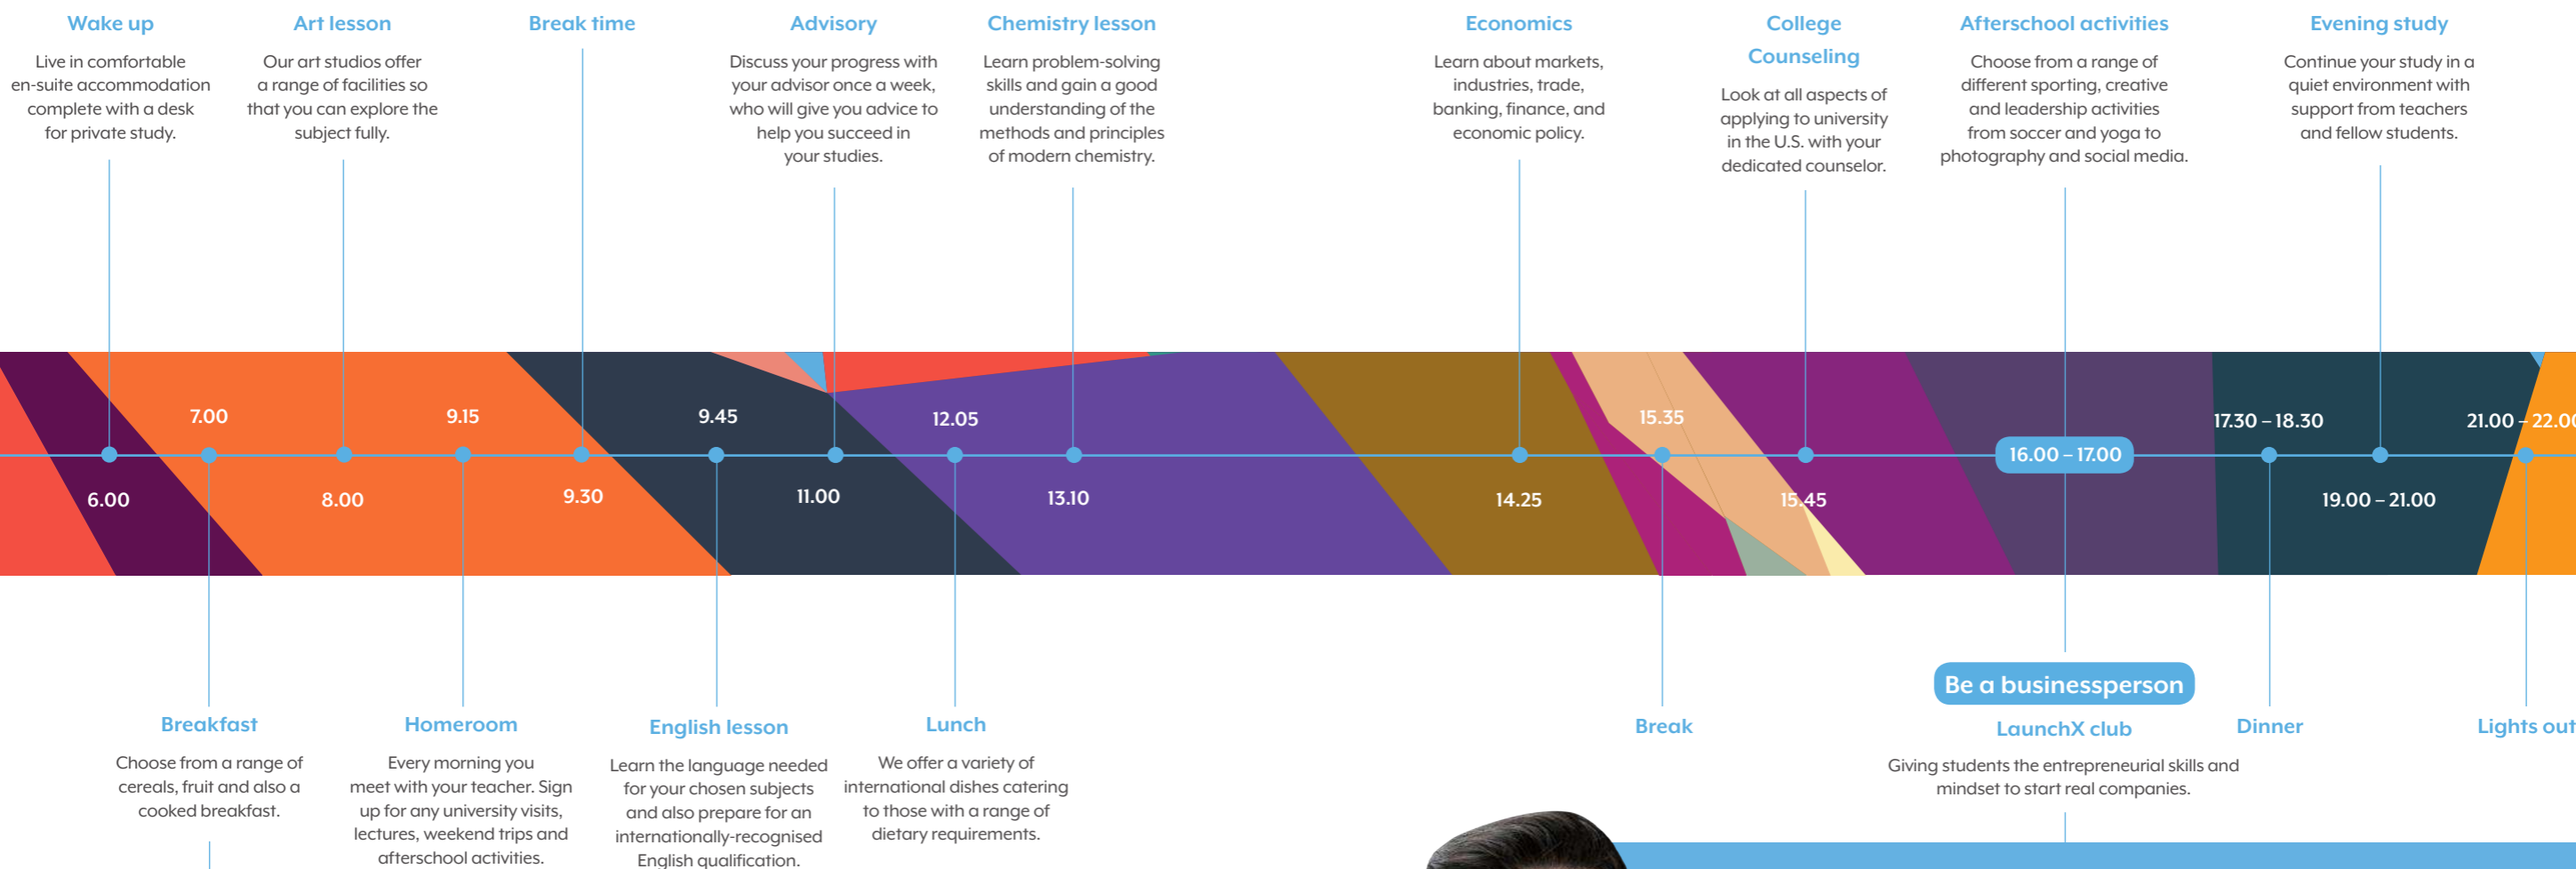 Wake up
Live in comfortable
en-suite accommodation
complete with a desk
for private study.
Art lesson
Our art studios offer
a range of facilities so
that you can explore the
subject fully.
Break time
Advisory
Discuss your progress with
your advisor once a week,
who will give you advice to
help you succeed in
your studies.
Chemistry lesson
Learn problem-solving
skills and gain a good
understanding of the
methods and principles
of modern chemistry.
Economics
Learn about markets,
industries, trade,
banking, finance, and
economic policy.
College
Counseling
Look at all aspects of
applying to university
in the U.S. with your
dedicated counselor.
Afterschool activities
Choose from a range of
different sporting, creative
and leadership activities
from soccer and yoga to
photography and social media.
Evening study
Continue your study in a
quiet environment with
support from teachers
and fellow students.
6.00
7.00
8.00
9.15
9.30
9.45
11.00
12.05
13.10
14.25
15.35
15.45
16.00 – 17.00
17.30 – 18.30
19.00 – 21.00
21.00 – 22.00
Breakfast
Choose from a range of
cereals, fruit and also a
cooked breakfast.
Homeroom
Every morning you
meet with your teacher. Sign
up for any university visits,
lectures, weekend trips and
afterschool activities.
English lesson
Learn the language needed
for your chosen subjects
and also prepare for an
internationally-recognised
English qualification.
Lunch
We offer a variety of
international dishes catering
to those with a range of
dietary requirements.
Break
Be a businessperson
LaunchX club
Giving students the entrepreneurial skills and
mindset to start real companies.
Dinner
Lights out